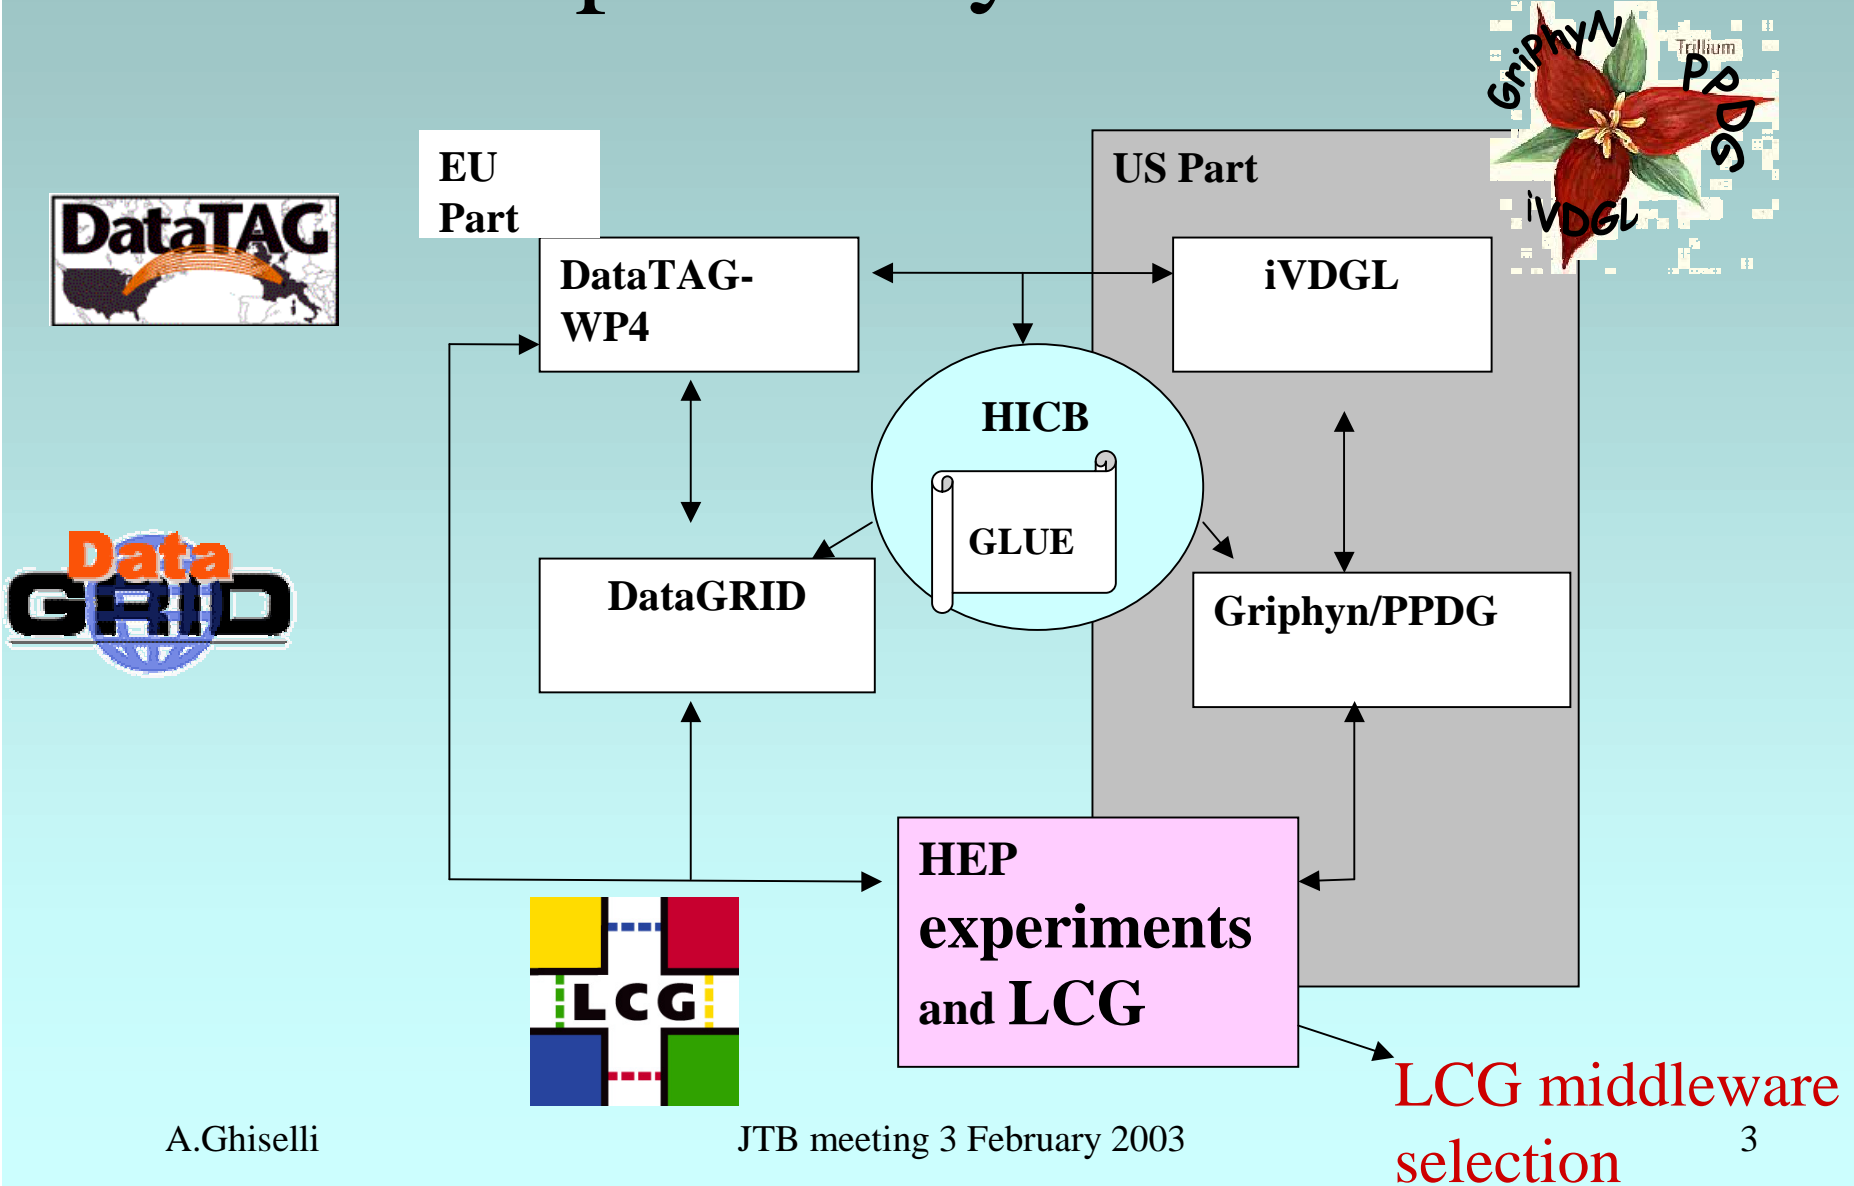 GriPhyN
Trillium
PPDG
iVDGL
EU
Part
US Part
DataTAG
DataTAG-
WP4
iVDGL
HICB
GLUE
Data
GRID
DataGRID
Griphyn/PPDG
HEP
experiments
and LCG
LCG
LCG middleware
selection
A.Ghiselli
JTB meeting 3 February 2003
3